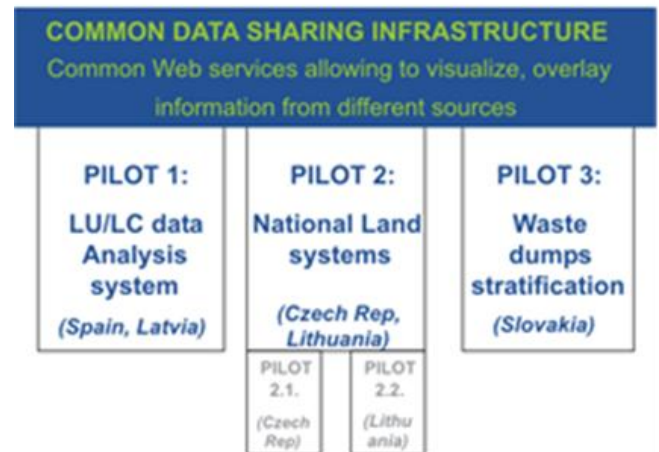 COMMON DATA SHARING INFRASTRUCTURE
Common Web services allowing to visualize, overlay
information from different sources
PILOT 1:
LU/LC data
Analysis
system
(Spain, Latvia)
PILOT 2:
National Land
systems
(Czech Rep,
Lithuania)
PILOT 3:
Waste
dumps
stratification
(Slovakia)
PILOT
2.1.
(Czech
Rep)
PILOT
2.2.
(Lithu
ania)